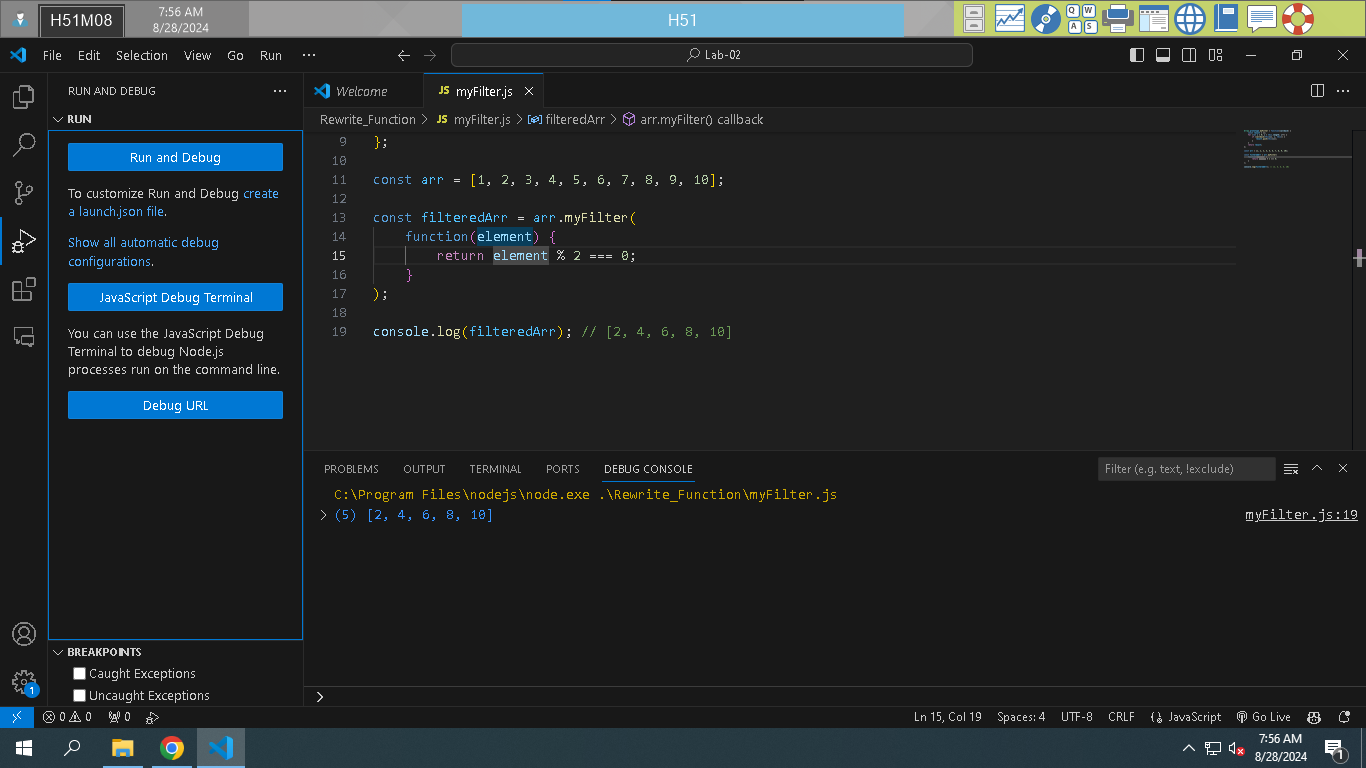 H51M08
7:56 AM
8/28/2024
H51
Q W
A S
File Edit Selection View Go Run ···
Lab-02
RUN AND DEBUG ···
RUN
Run and Debug
To customize Run and Debug create
a launch.json file.
Show all automatic debug
configurations.
JavaScript Debug Terminal
You can use the JavaScript Debug
Terminal to debug Node.js
processes run on the command line.
Debug URL
BREAKPOINTS
Caught Exceptions
Uncaught Exceptions
Welcome
JS myFilter.js
Rewrite_Function > JS myFilter.js > filteredArr > arr.myFilter() callback
9 };
10
11 const arr = [1, 2, 3, 4, 5, 6, 7, 8, 9, 10];
12
13 const filteredArr = arr.myFilter(
14 function(element) {
15 return element % 2 === 0;
16 }
17 );
18
19 console.log(filteredArr); // [2, 4, 6, 8, 10]
PROBLEMS OUTPUT TERMINAL PORTS DEBUG CONSOLE
Filter (e.g. text, !exclude)
C:\Program Files\nodejs\node.exe .\Rewrite_Function\myFilter.js
> (5) [2, 4, 6, 8, 10] myFilter.js:19
>
1
0 0 0
Ln 15, Col 19 Spaces: 4 UTF-8 CRLF JavaScript Go Live
7:56 AM
8/28/2024
1